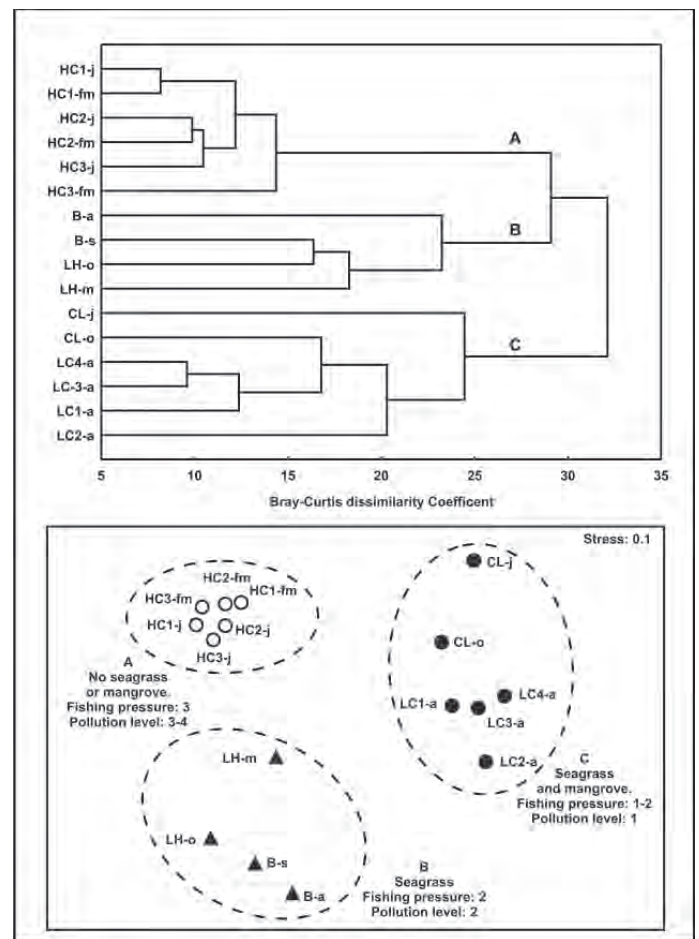 HC1-j
HC1-fm
HC2-j
HC2-fm
HC3-j
HC3-fm
B-a
B-s
LH-o
LH-m
CL-j
CL-o
LC4-a
LC-3-a
LC1-a
LC2-a
A
B
C
5 10 15 20 25 30 35
Bray-Curtis dissimilarity Coefficent
Stress: 0.1
HC2-fm
HC3-fm HC1-fm
HC1-j HC2-j
HC3-j
A
No seagrass
or mangrove.
Fishing pressure: 3
Pollution level: 3-4
CL-j
CL-o
LC1-a LC4-a
LC3-a
LC2-a
C
Seagrass
and mangrove.
Fishing pressure: 1-2
Pollution level: 1
LH-m
LH-o
B-s
B-a
B
Seagrass
Fishing pressure: 2
Pollution level: 2